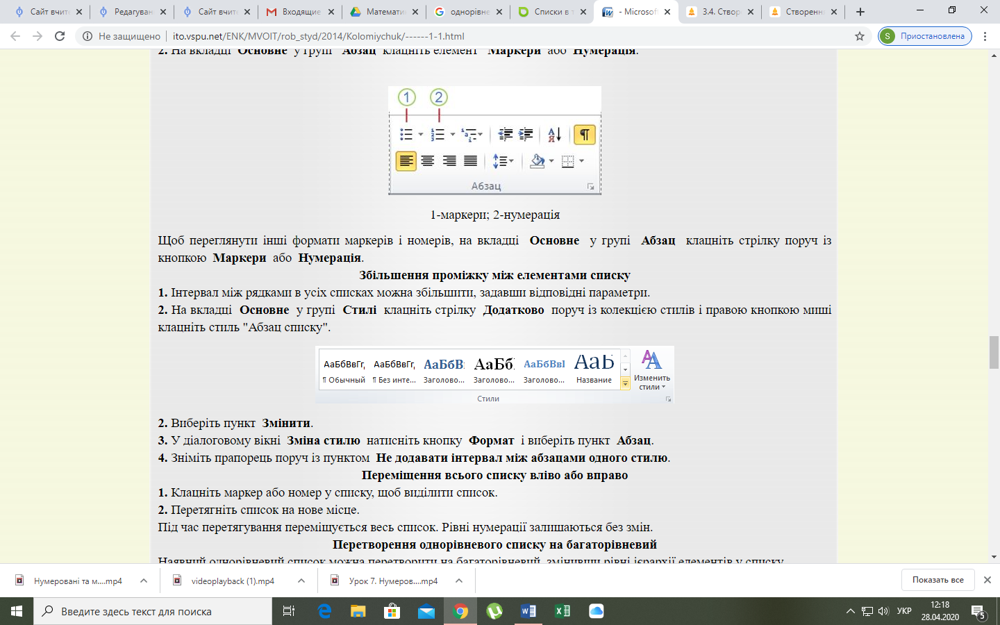 Сайт вчите
Редагуван
Сайт вчите
Входящие
Математи
однорівне
Списки в т
- Microsof
3.4. Створ
Створенн
Не защищено
ito.vspu.net/ENK/MVOIT/rob_styd/2014/Kolomiychuk/------1-1.html
S Приостановлена
2. На вкладці Основне у групі Абзац клацніть елемент Маркери або Нумерація.
1 2
Абзац
1-маркери; 2-нумерація
Щоб переглянути інші формати маркерів і номерів, на вкладці Основне у групі Абзац клацніть стрілку поруч із
кнопкою Маркери або Нумерація.
Збільшення проміжку між елементами списку
1. Інтервал між рядками в усіх списках можна збільшити, задавши відповідні параметри.
2. На вкладці Основне у групі Стилі клацніть стрілку Додатково поруч із колекцією стилів і правою кнопкою миші
клацніть стиль "Абзац списку".
АаБбВвГг, АаБбВвГг, АаБбВ АаБб АаБбВвІ АаБ
¶ Обычный ¶ Без инте... Заголово... Заголово... Заголово... Название
Изменить
стили
Стили
2. Виберіть пункт Змінити.
3. У діалоговому вікні Зміна стилю натисніть кнопку Формат і виберіть пункт Абзац.
4. Зніміть прапорець поруч із пунктом Не додавати інтервал між абзацами одного стилю.
Переміщення всього списку вліво або вправо
1. Клацніть маркер або номер у списку, щоб виділити список.
2. Перетягніть список на нове місце.
Під час перетягування переміщується весь список. Рівні нумерації залишаються без змін.
Перетворення однорівневого списку на багаторівневий
Наявний однорівневий список можна перетворити на багаторівневий, змінивши рівні ієрархії елементів у списку.
Нумеровані та м....mp4
videoplayback (1).mp4
Урок 7. Нумеров....mp4
Показать все
Введите здесь текст для поиска
УКР
12:18
28.04.2020
5